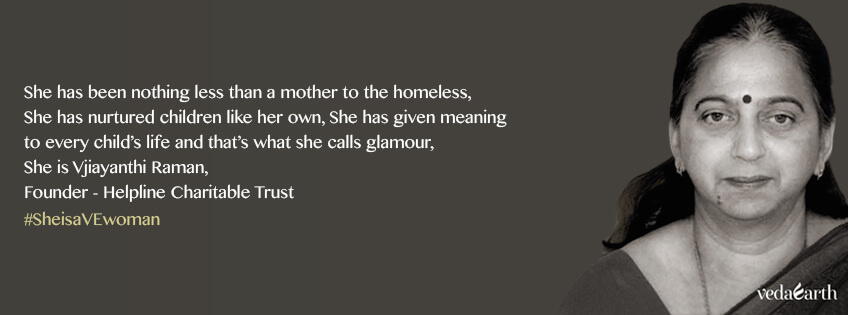 She has been nothing less than a mother to the homeless,
She has nurtured children like her own, She has given meaning
to every child's life and that's what she calls glamour,
She is Vjiayanthi Raman,
Founder - Helpline Charitable Trust
#SheisaVEwoman
vedaearth